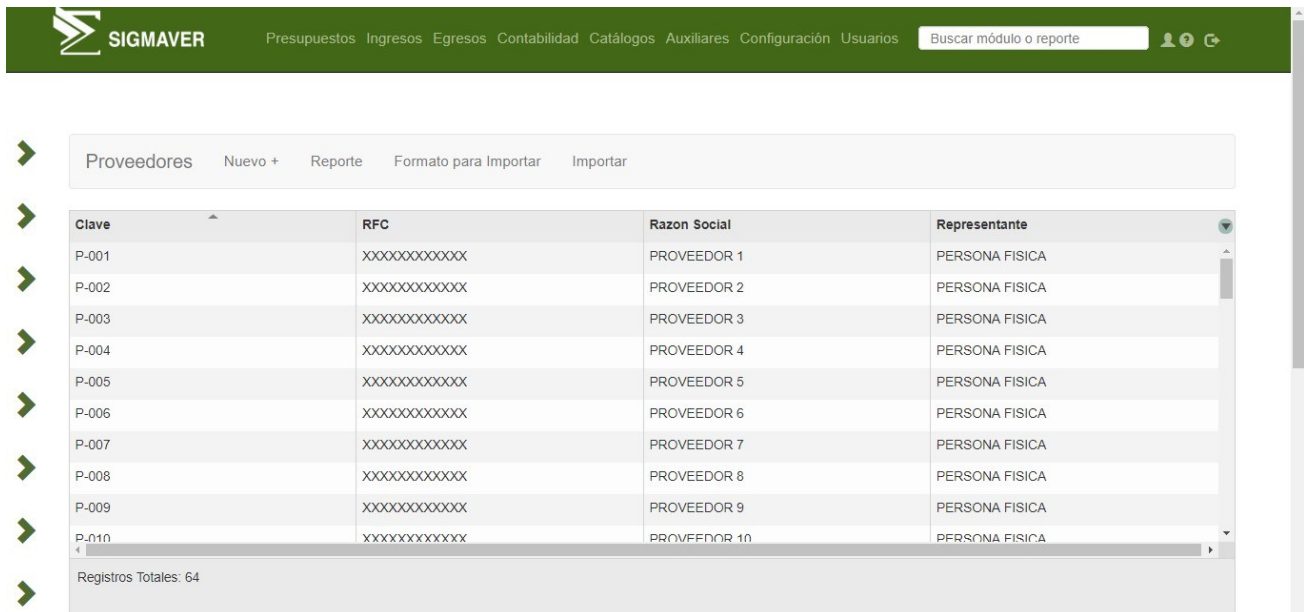 SIGMAVER Presupuestos Ingresos Egresos Contabilidad Catálogos Auxiliares Configuración Usuarios Buscar módulo o reporte
Proveedores Nuevo + Reporte Formato para Importar Importar
Clave RFC Razon Social Representante
P-001 XXXXXXXXXXXX PROVEEDOR 1 PERSONA FISICA
P-002 XXXXXXXXXXXX PROVEEDOR 2 PERSONA FISICA
P-003 XXXXXXXXXXXX PROVEEDOR 3 PERSONA FISICA
P-004 XXXXXXXXXXXX PROVEEDOR 4 PERSONA FISICA
P-005 XXXXXXXXXXXX PROVEEDOR 5 PERSONA FISICA
P-006 XXXXXXXXXXXX PROVEEDOR 6 PERSONA FISICA
P-007 XXXXXXXXXXXX PROVEEDOR 7 PERSONA FISICA
P-008 XXXXXXXXXXXX PROVEEDOR 8 PERSONA FISICA
P-009 XXXXXXXXXXXX PROVEEDOR 9 PERSONA FISICA
P-010 XXXXXXXXXXXX PROVEEDOR 10 PERSONA FISICA
Registros Totales: 64